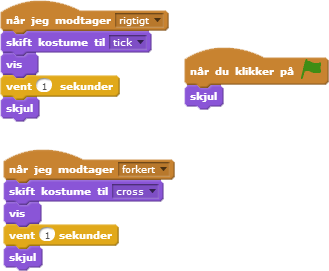 når jeg modtager rigtigt
skift kostume til tick
vis
vent 1 sekunder
skjul
når du klikker på
skjul
når jeg modtager forkert
skift kostume til cross
vis
vent 1 sekunder
skjul